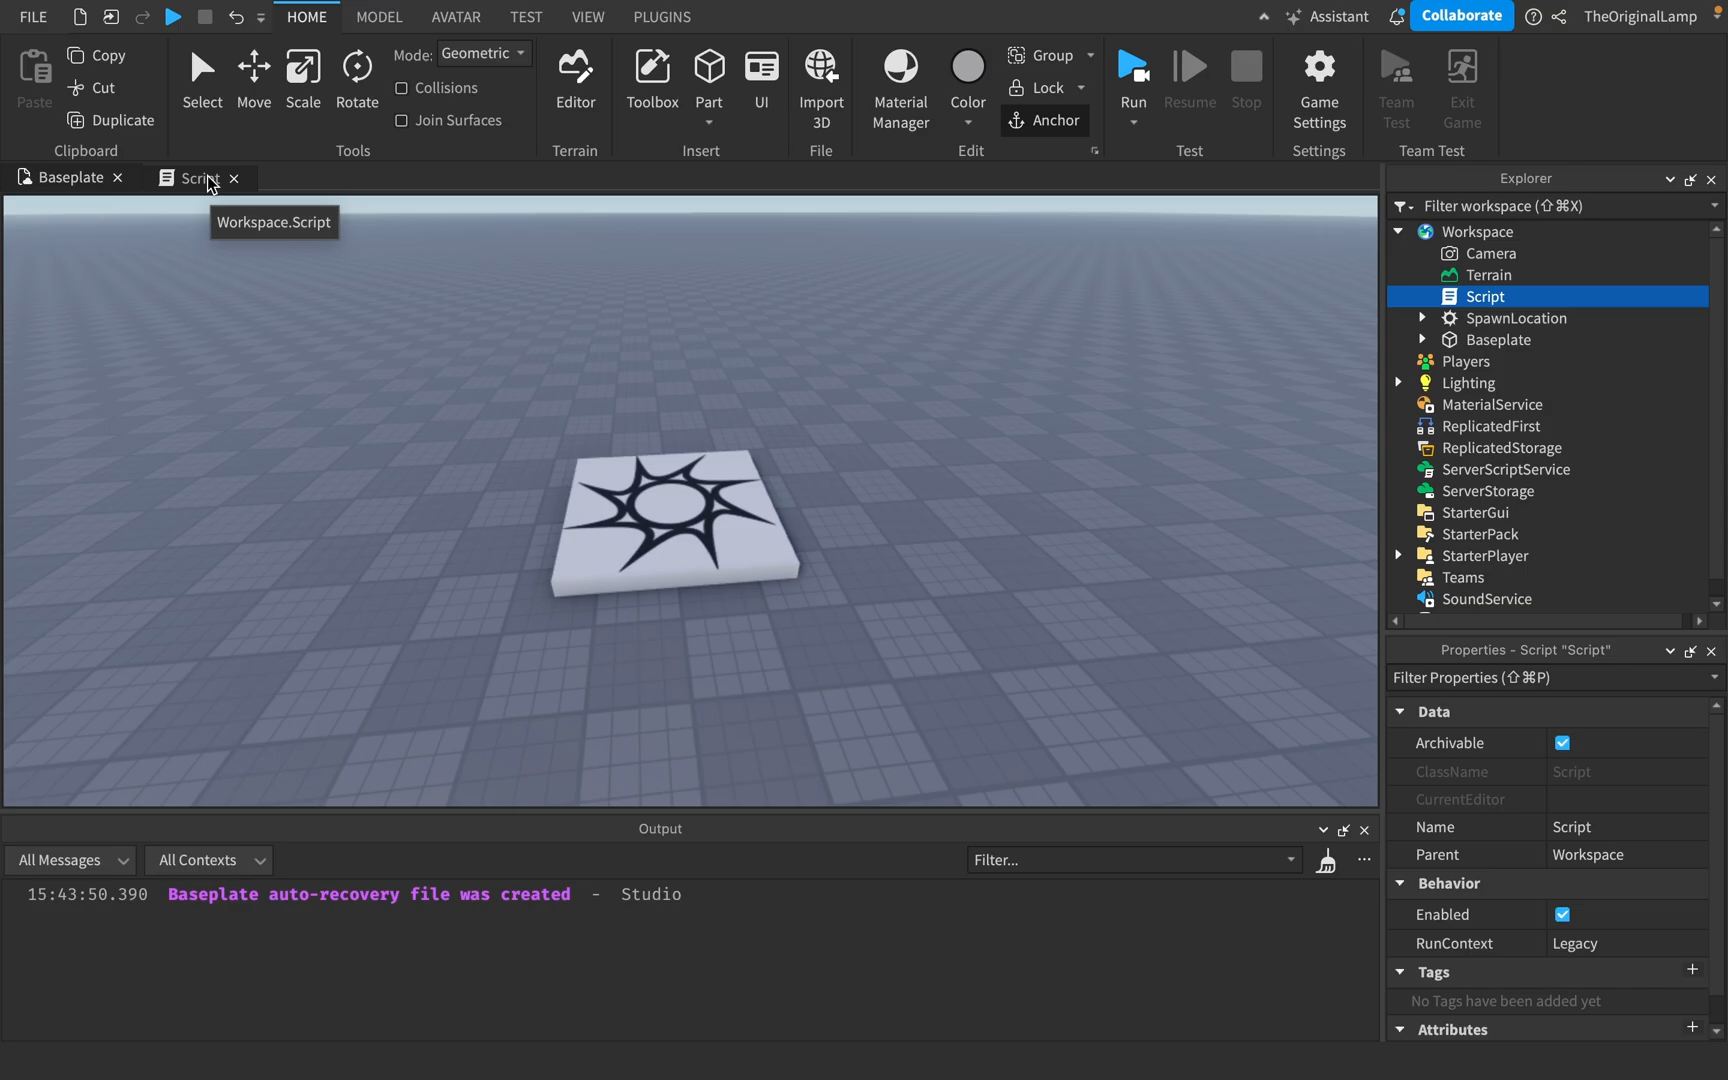 FILE
HOME
MODEL
AVATAR
TEST
VIEW
PLUGINS
Assistant
Collaborate
TheOriginalLamp
Paste
Copy
Cut
Duplicate
Clipboard
Select
Move
Scale
Rotate
Mode: Geometric
Collisions
Join Surfaces
Tools
Editor
Terrain
Toolbox
Part
UI
Insert
Import
3D
File
Material
Manager
Color
Group
Lock
Anchor
Edit
Run
Resume
Stop
Test
Game
Settings
Settings
Team
Test
Exit
Game
Team Test
Baseplate
Script
Workspace.Script
Explorer
Filter workspace (⇧⌘X)
Workspace
Camera
Terrain
Script
SpawnLocation
Baseplate
Players
Lighting
MaterialService
ReplicatedFirst
ReplicatedStorage
ServerScriptService
ServerStorage
StarterGui
StarterPack
StarterPlayer
Teams
SoundService
Properties - Script "Script"
Filter Properties (⇧⌘P)
Data
Archivable
ClassName Script
CurrentEditor
Name Script
Parent Workspace
Behavior
Enabled
RunContext Legacy
Tags
No Tags have been added yet
Attributes
Output
All Messages
All Contexts
Filter...
15:43:50.390 Baseplate auto-recovery file was created - Studio